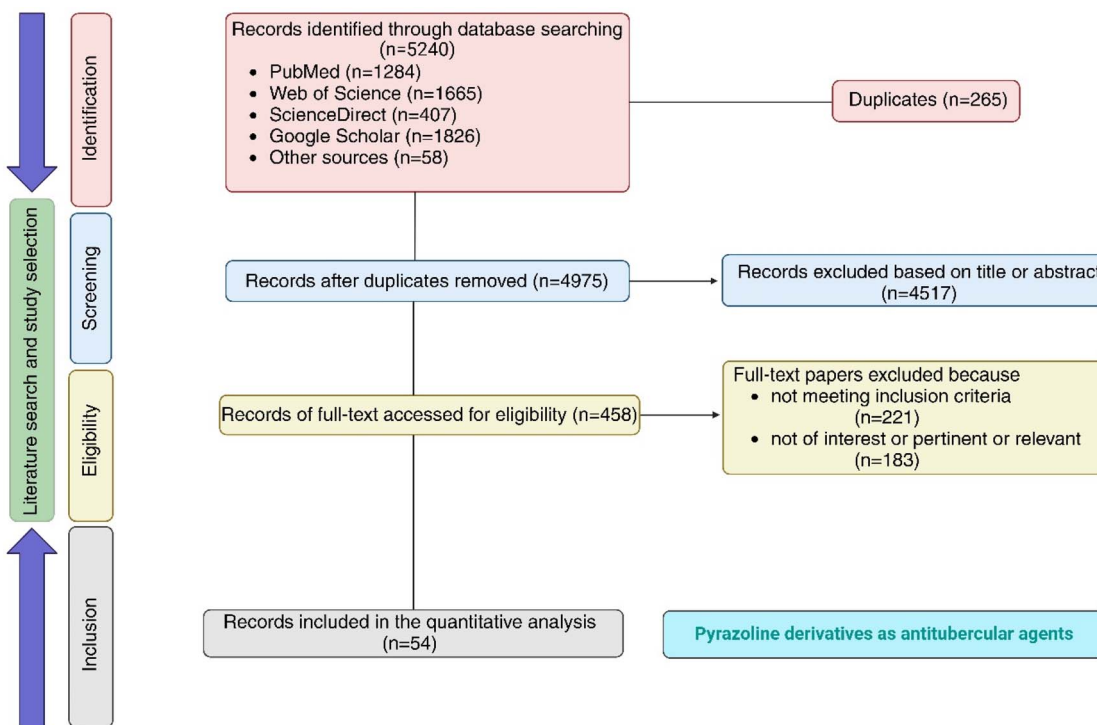 Literature search and study selection
Identification
Records identified through database searching
(n=5240)
• PubMed (n=1284)
• Web of Science (n=1665)
• ScienceDirect (n=407)
• Google Scholar (n=1826)
• Other sources (n=58)
Duplicates (n=265)
Screening
Records after duplicates removed (n=4975)
Records excluded based on title or abstract
(n=4517)
Eligibility
Records of full-text accessed for eligibility (n=458)
Full-text papers excluded because
• not meeting inclusion criteria
(n=221)
• not of interest or pertinent or relevant
(n=183)
Inclusion
Records included in the quantitative analysis
(n=54)
Pyrazoline derivatives as antitubercular agents